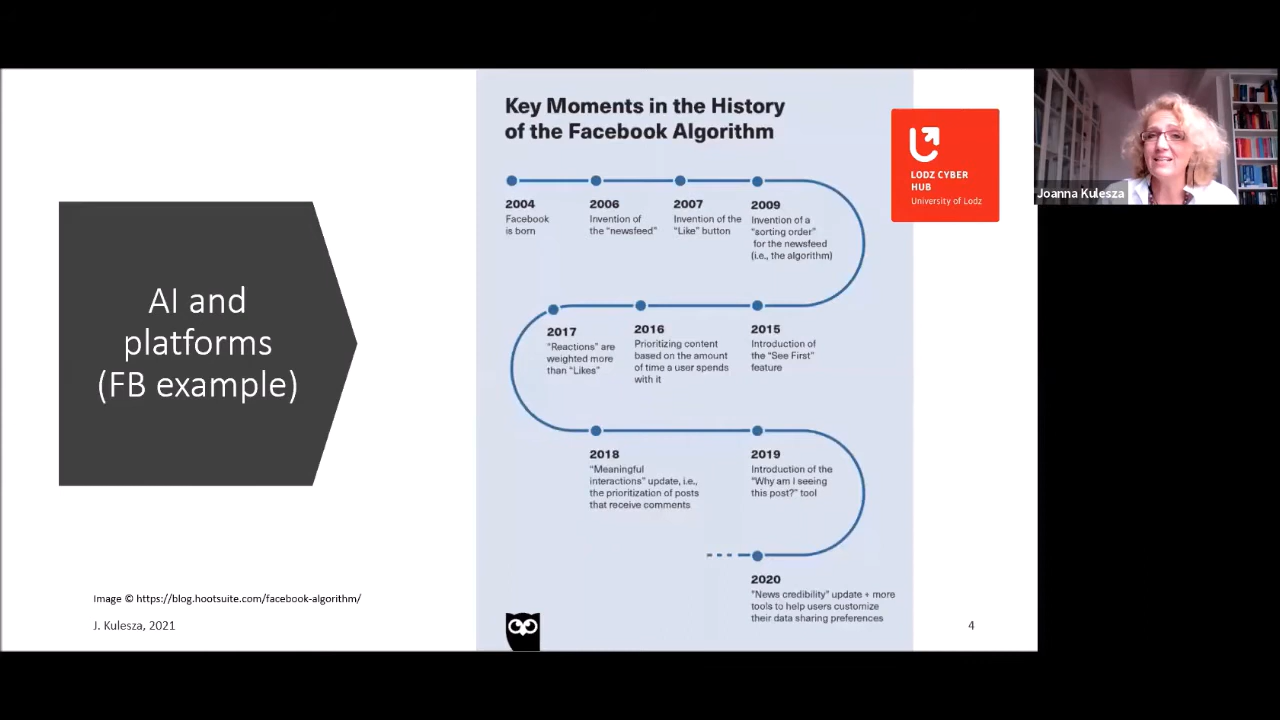 Key Moments in the History
of the Facebook Algorithm
LODZ CYBER
HUB
University of Lodz
Joanna Kulesza
2004
Facebook
is born
2006
Invention of
the “newsfeed”
2007
Invention of the
“Like” button
2009
Invention of a
“sorting order”
for the newsfeed
(i.e., the algorithm)
AI and
platforms
(FB example)
2017
“Reactions” are
weighted more
than “Likes”
2016
Prioritizing content
based on the amount
of time a user spends
with it
2015
Introduction of
the “See First”
feature
2018
“Meaningful
interactions” update, i.e.,
the prioritization of posts
that receive comments
2019
Introduction of the
“Why am I seeing
this post?” tool
2020
“News credibility” update + more
tools to help users customize
their data sharing preferences
Image © https://blog.hootsuite.com/facebook-algorithm/
J. Kulesza, 2021
4